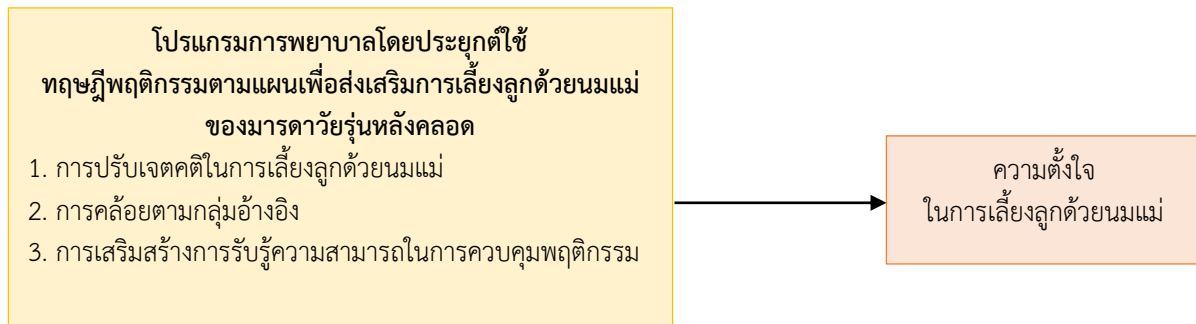 โปรแกรมการพยาบาลโดยประยุกต์ใช้
ทฤษฎีพฤติกรรมตามแผนเพื่อส่งเสริมการเลี้ยงลูกด้วยนมแม่
ของมารดาวัยรุ่นหลังคลอด
1. การปรับเจตคติในการเลี้ยงลูกด้วยนมแม่
2. การคล้อยตามกลุ่มอ้างอิง
3. การเสริมสร้างการรับรู้ความสามารถในการควบคุมพฤติกรรม
ความตั้งใจ
ในการเลี้ยงลูกด้วยนมแม่